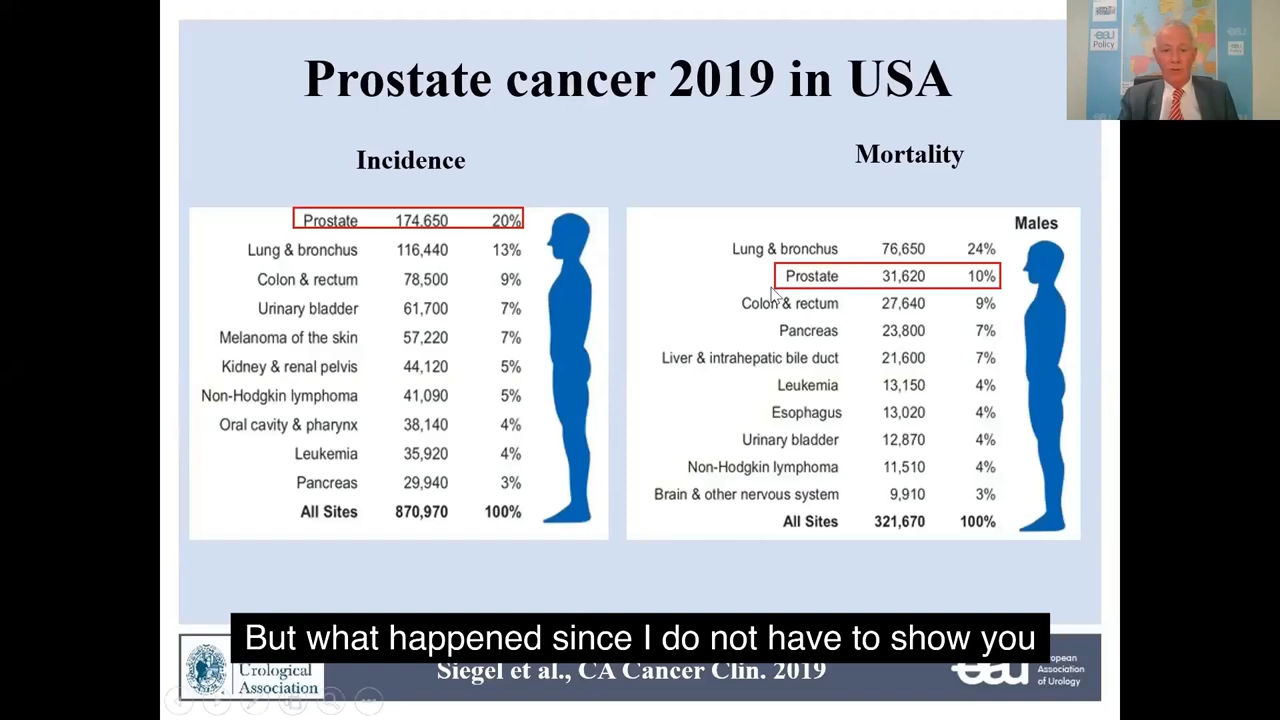 Prostate cancer 2019 in USA
Incidence
Mortality
Prostate 174,650 20%
Lung & bronchus 116,440 13%
Colon & rectum 78,500 9%
Urinary bladder 61,700 7%
Melanoma of the skin 57,220 7%
Kidney & renal pelvis 44,120 5%
Non-Hodgkin lymphoma 41,090 5%
Oral cavity & pharynx 38,140 4%
Leukemia 35,920 4%
Pancreas 29,940 3%
All Sites 870,970 100%
Males
Lung & bronchus 76,650 24%
Prostate 31,620 10%
Colon & rectum 27,640 9%
Pancreas 23,800 7%
Liver & intrahepatic bile duct 21,600 7%
Leukemia 13,150 4%
Esophagus 13,020 4%
Urinary bladder 12,870 4%
Non-Hodgkin lymphoma 11,510 4%
Brain & other nervous system 9,910 3%
All Sites 321,670 100%
eau
Policy
But what happened since I do not have to show you
Urological
Association
Siegel et al., CA Cancer Clin. 2019
eau
European
Association
of Urology